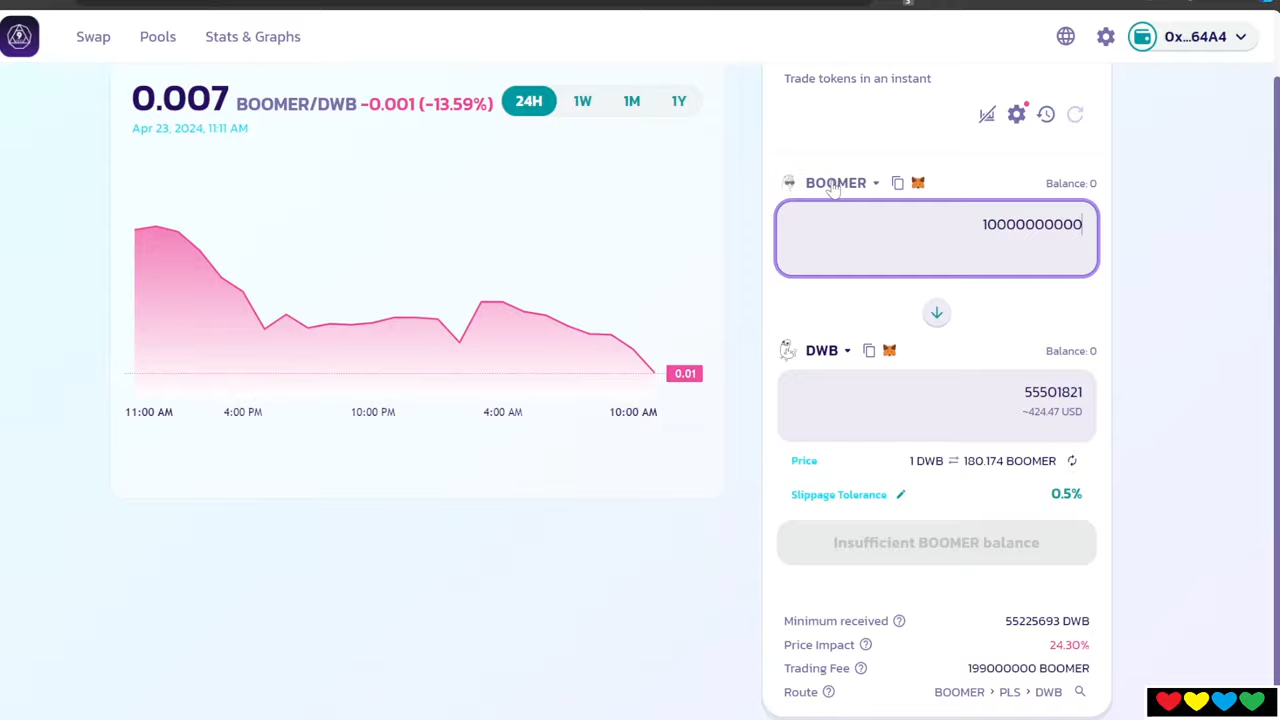 Swap Pools Stats & Graphs 0x...64A4
0.007 BOOMER/DWB -0.001 (-13.59%) 24H 1W 1M 1Y
Apr 23, 2024, 11:11 AM
0.01
11:00 AM 4:00 PM 10:00 PM 4:00 AM 10:00 AM
Trade tokens in an instant
BOOMER Balance: 0
10000000000
DWB Balance: 0
55501821
~424.47 USD
Price 1 DWB ⇌ 180.174 BOOMER
Slippage Tolerance 0.5%
Insufficient BOOMER balance
Minimum received 55225693 DWB
Price Impact 24.30%
Trading Fee 199000000 BOOMER
Route BOOMER > PLS > DWB